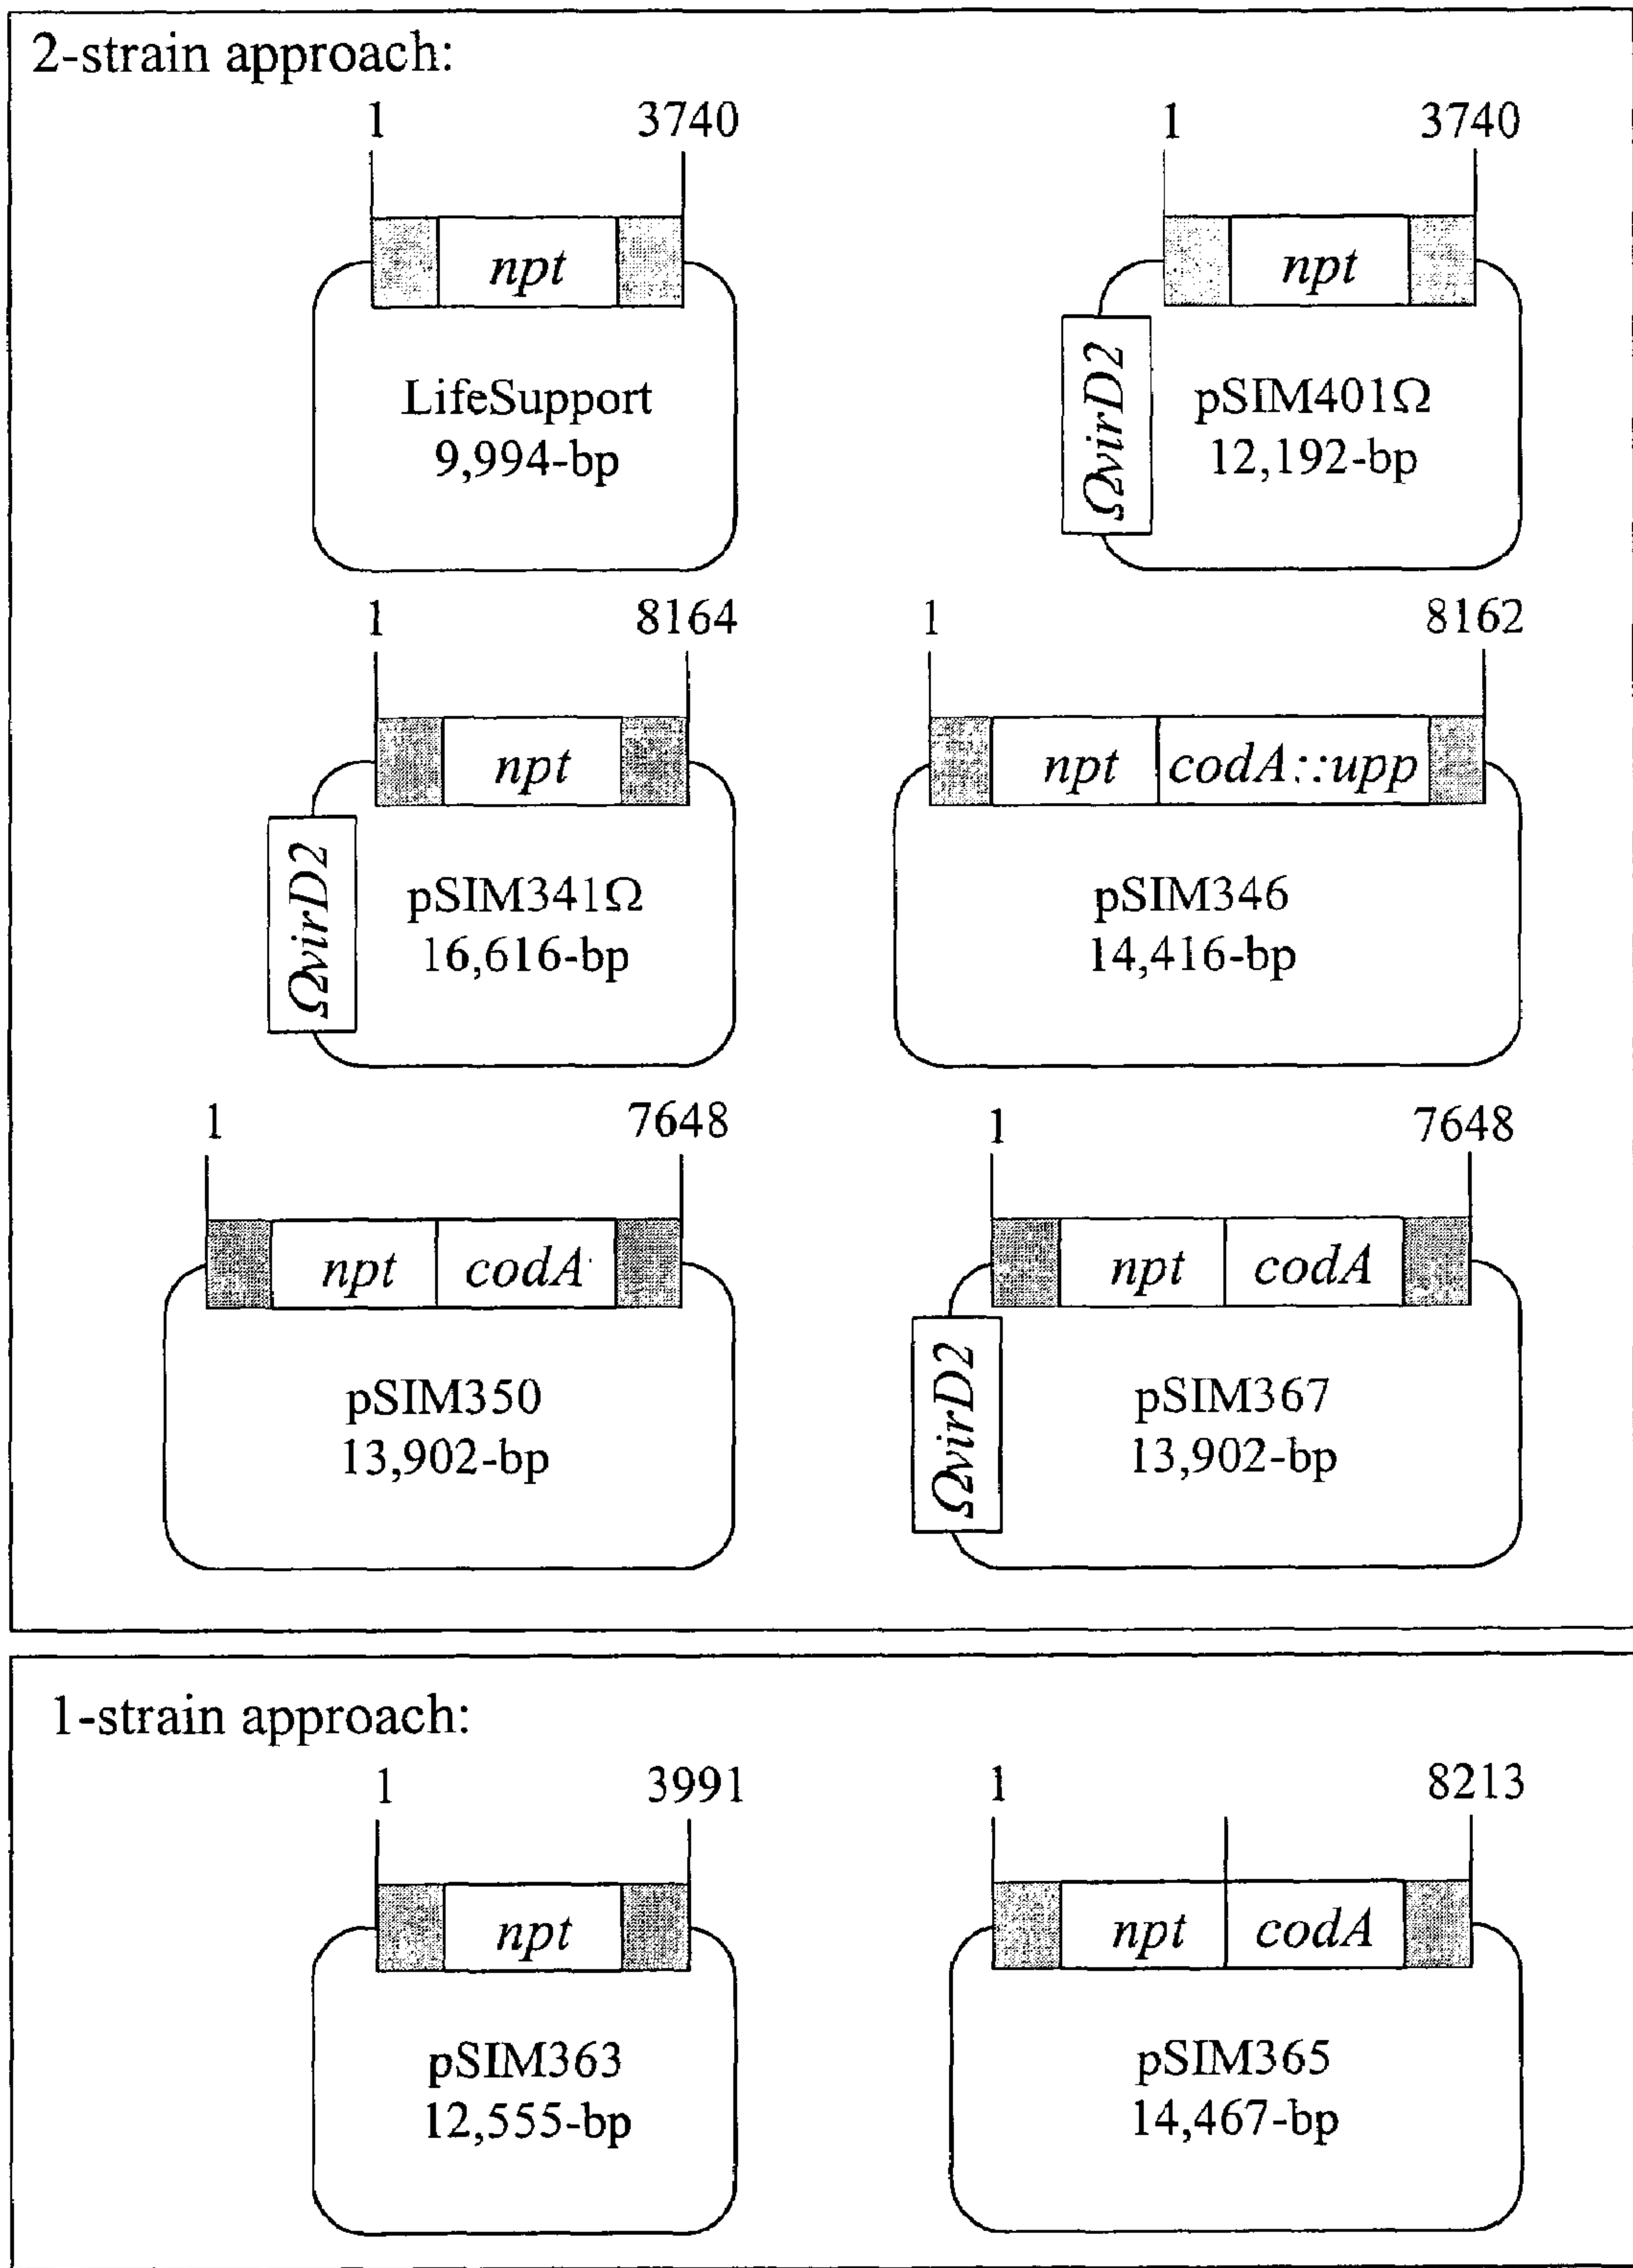 2-strain approach:
1 3740
npt
LifeSupport
9,994-bp
1 3740
npt
ΩvirD2
pSIM401Ω
12,192-bp
1 8164
npt
ΩvirD2
pSIM341Ω
16,616-bp
1 8162
npt codA::upp
pSIM346
14,416-bp
1 7648
npt codA
pSIM350
13,902-bp
1 7648
npt codA
ΩvirD2
pSIM367
13,902-bp
1-strain approach:
1 3991
npt
pSIM363
12,555-bp
1 8213
npt codA
pSIM365
14,467-bp